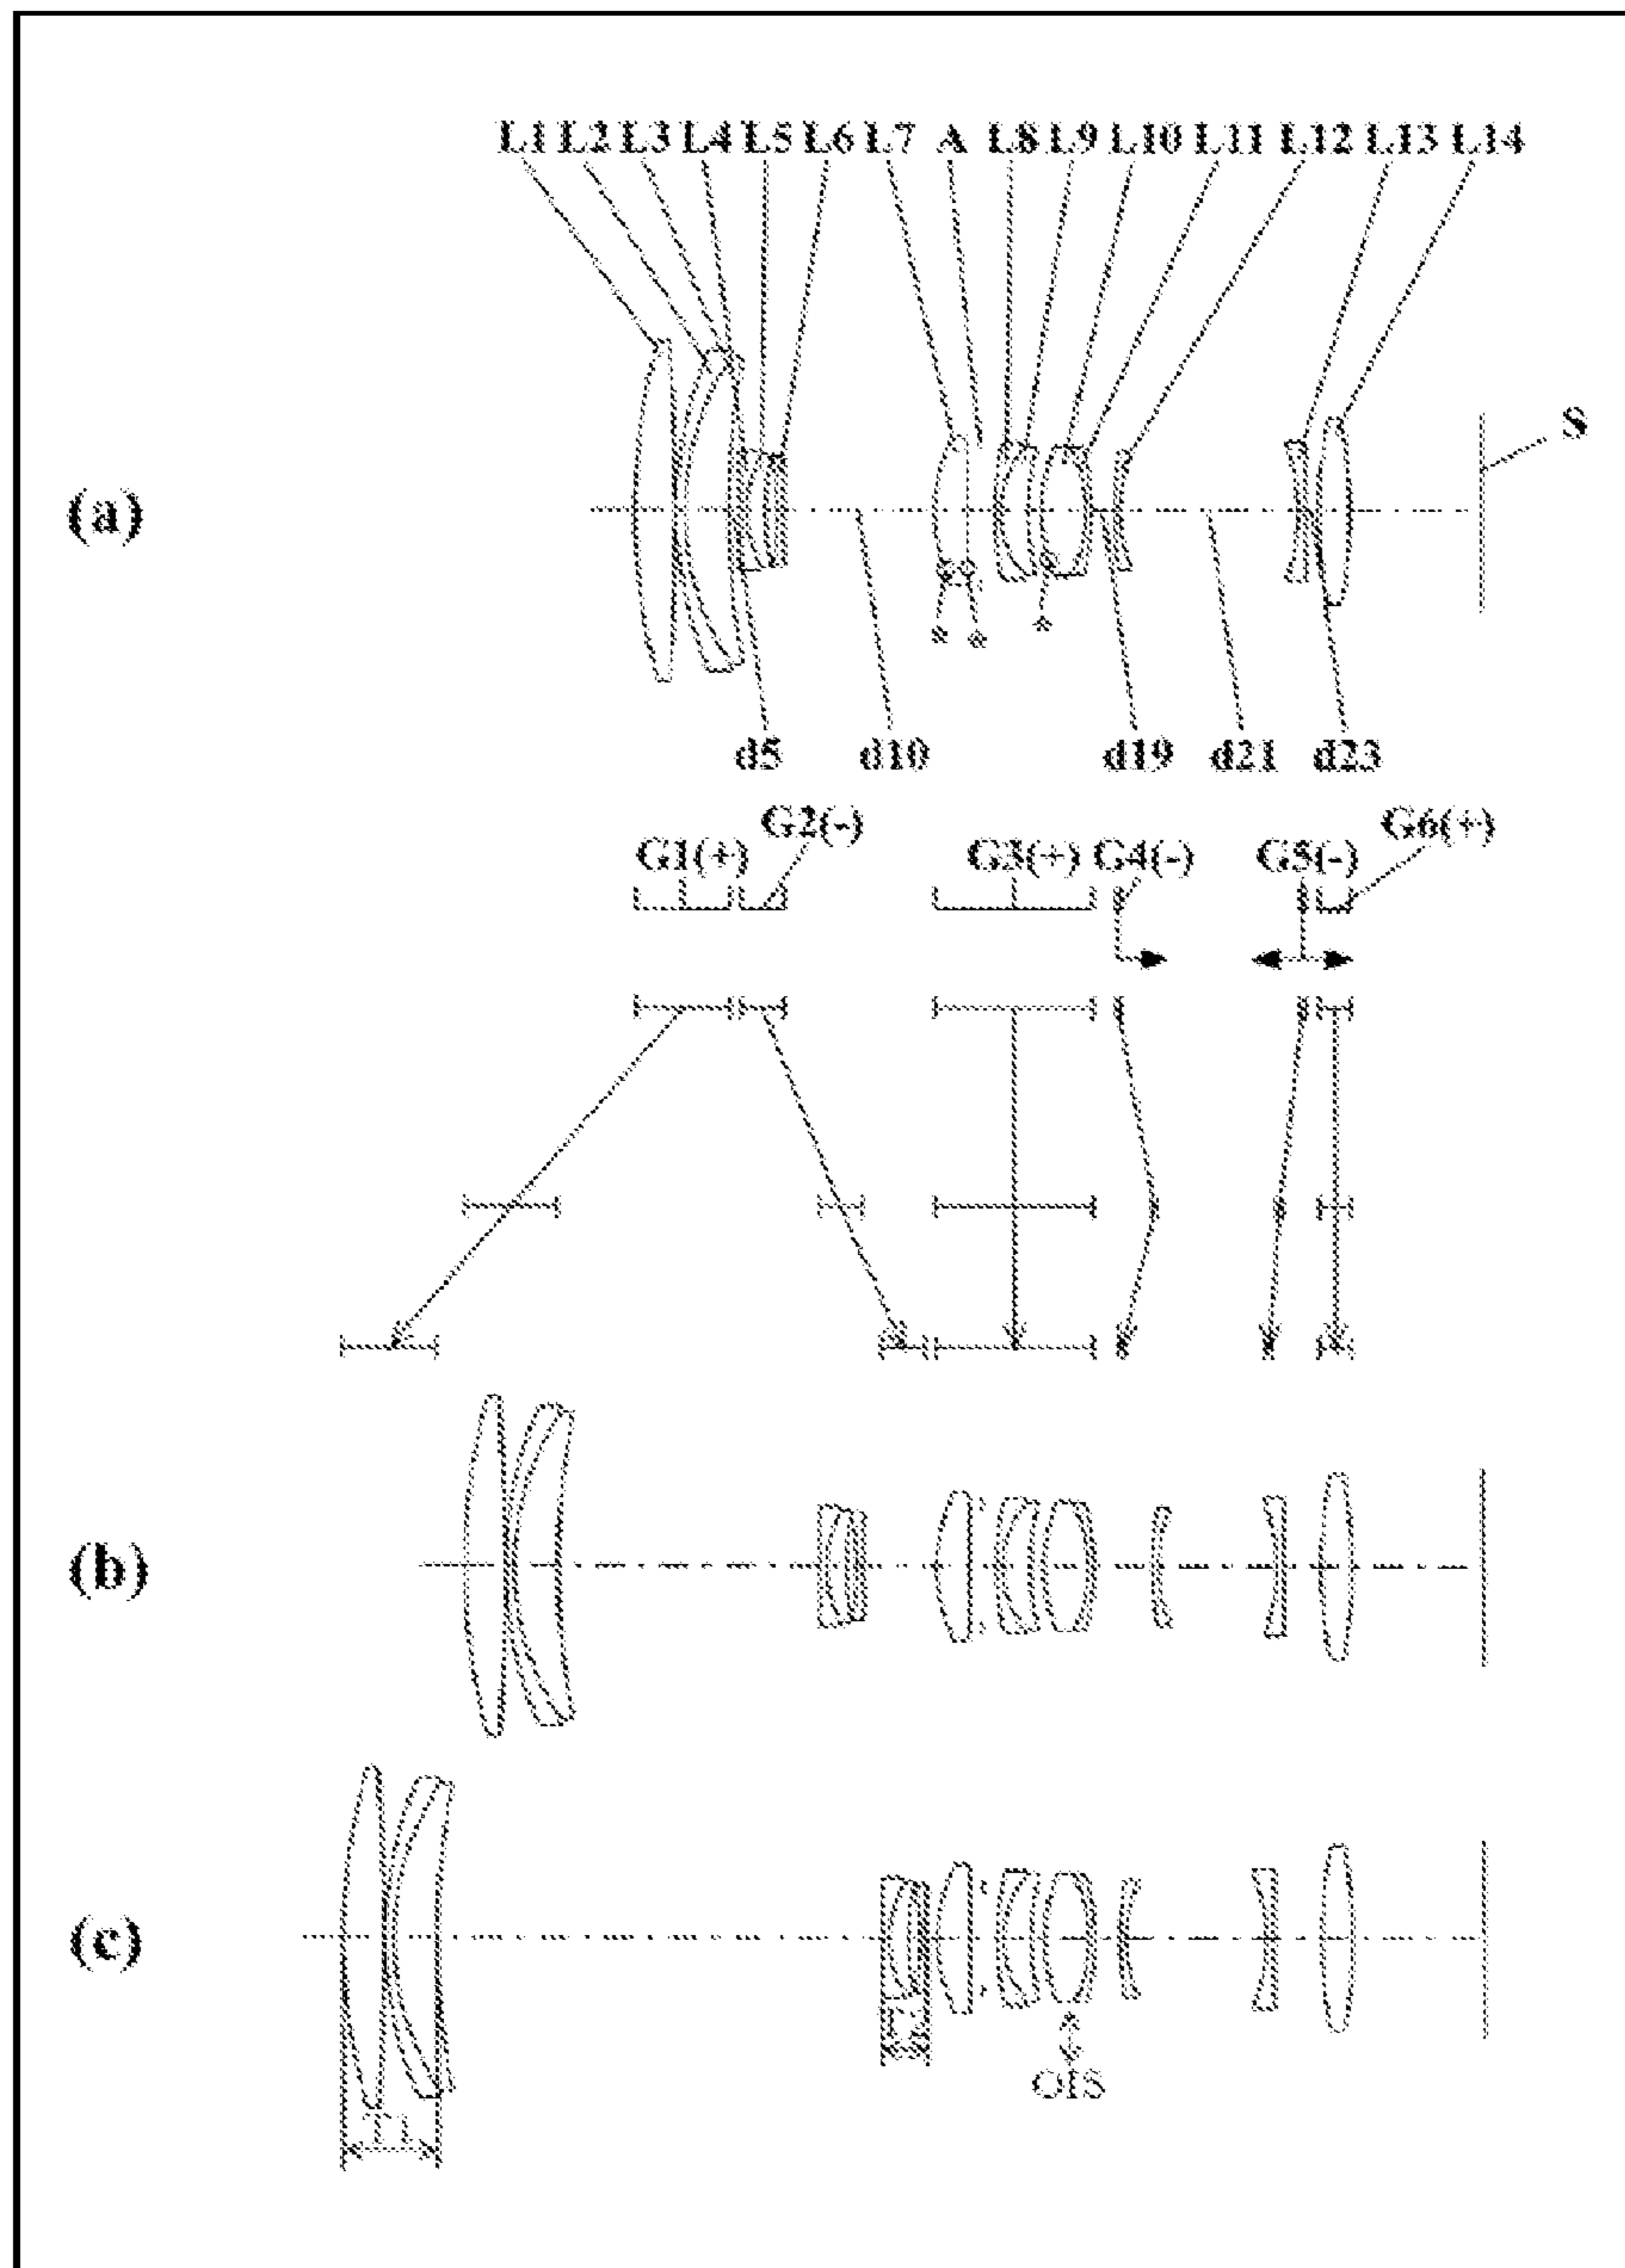 L1 L2 L3 L4 L5 L6 L7 A L8 L9 L10 L11 L12 L13 L14
S
(a)
* * *
d5 d10 d19 d21 d23
G1(+) G2(-) G3(+) G4(-) G5(-) G6(+)
(b)
(c)
OIS